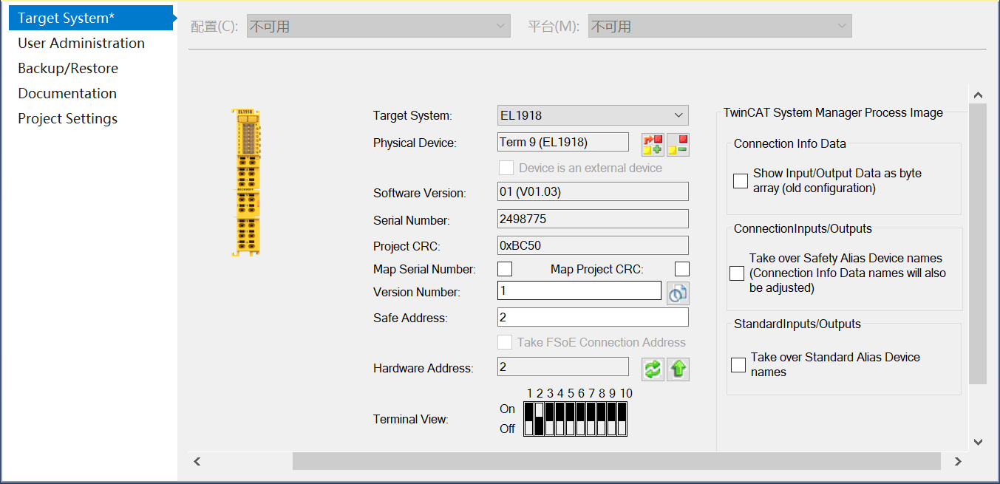 Target System*
User Administration
Backup/Restore
Documentation
Project Settings
配置(C): 不可用 平台(M): 不可用
EL1918
BECKHOFF
Target System: EL1918
Physical Device: Term 9 (EL1918)
Device is an external device
Software Version: 01 (V01.03)
Serial Number: 2498775
Project CRC: 0xBC50
Map Serial Number: Map Project CRC:
Version Number: 1
Safe Address: 2
Take FSoE Connection Address
Hardware Address: 2
1 2 3 4 5 6 7 8 9 10
On
Terminal View:
Off
TwinCAT System Manager Process Image
Connection Info Data
Show Input/Output Data as byte
array (old configuration)
ConnectionInputs/Outputs
Take over Safety Alias Device names
(Connection Info Data names will also
be adjusted)
StandardInputs/Outputs
Take over Standard Alias Device
names